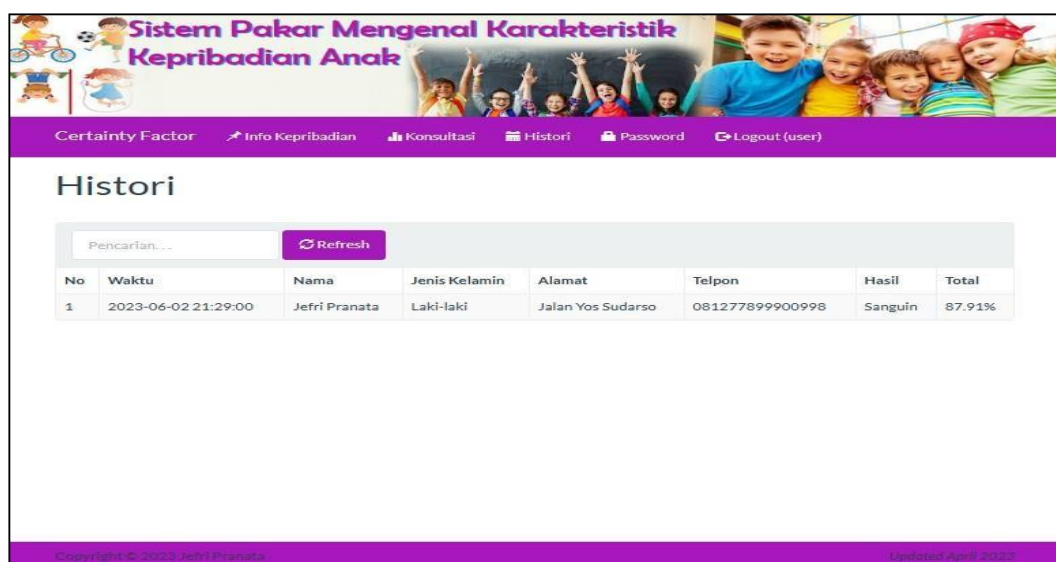 Sistem Pakar Mengenal Karakteristik
Kepribadian Anak
Certainty Factor Info Kepribadian Konsultasi Histori Password Logout (user)
Histori
Pencarian... Refresh
No Waktu Nama Jenis Kelamin Alamat Telpon Hasil Total
1 2023-06-02 21:29:00 Jefri Pranata Laki-laki Jalan Yos Sudarso 081277899900998 Sanguin 87.91%
Copyright © 2023 Jefri Pranata Updated April 2023